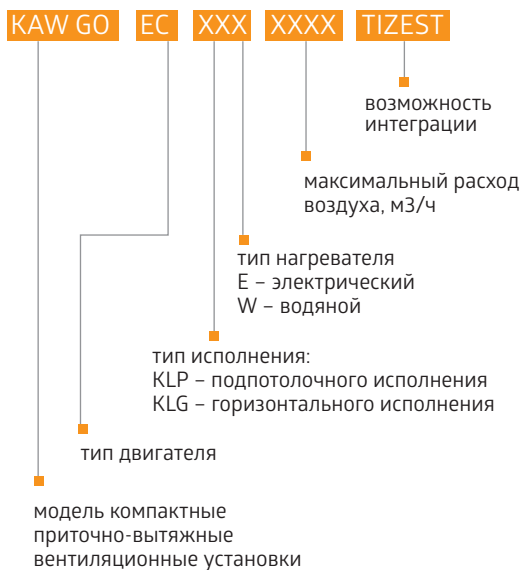 KAW GO EC XXX XXXX TIZEST
возможность
интеграции
максимальный расход
воздуха, м3/ч
тип нагревателя
E – электрический
W – водяной
тип исполнения:
KLP – подпотолочного исполнения
KLG – горизонтального исполнения
тип двигателя
модель компактные
приточно-вытяжные
вентиляционные установки